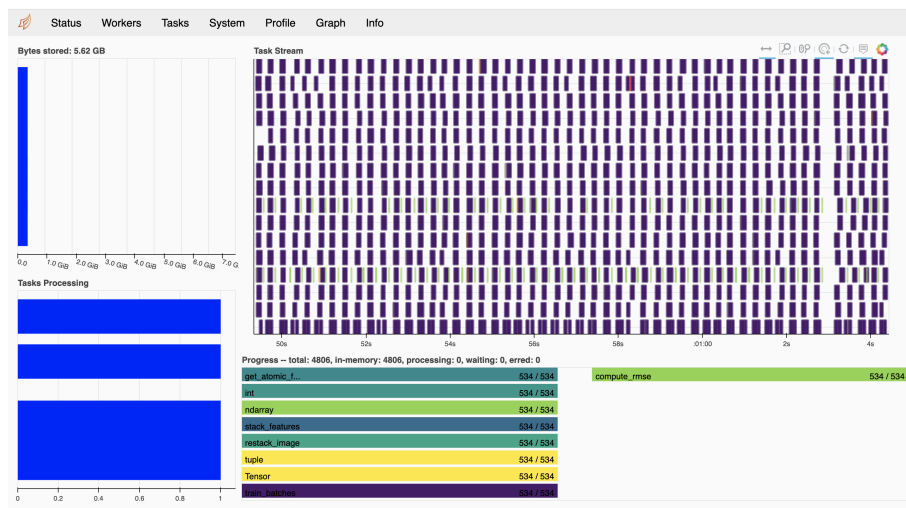 Status Workers Tasks System Profile Graph Info
Bytes stored: 5.62 GB
Task Stream
0.0 1.0 GiB 2.0 GiB 3.0 GiB 4.0 GiB 5.0 GiB 6.0 GiB 7.0 G
Tasks Processing
0 0.2 0.4 0.6 0.8 1
50s 52s 54s 56s 58s :01:00 2s 4s
Progress -- total: 4806, in-memory: 4806, processing: 0, waiting: 0, erred: 0
get_atomic_f... 534 / 534
compute_rmse 534 / 534
int 534 / 534
ndarray 534 / 534
stack_features 534 / 534
restack_image 534 / 534
tuple 534 / 534
Tensor 534 / 534
train_batches 534 / 534